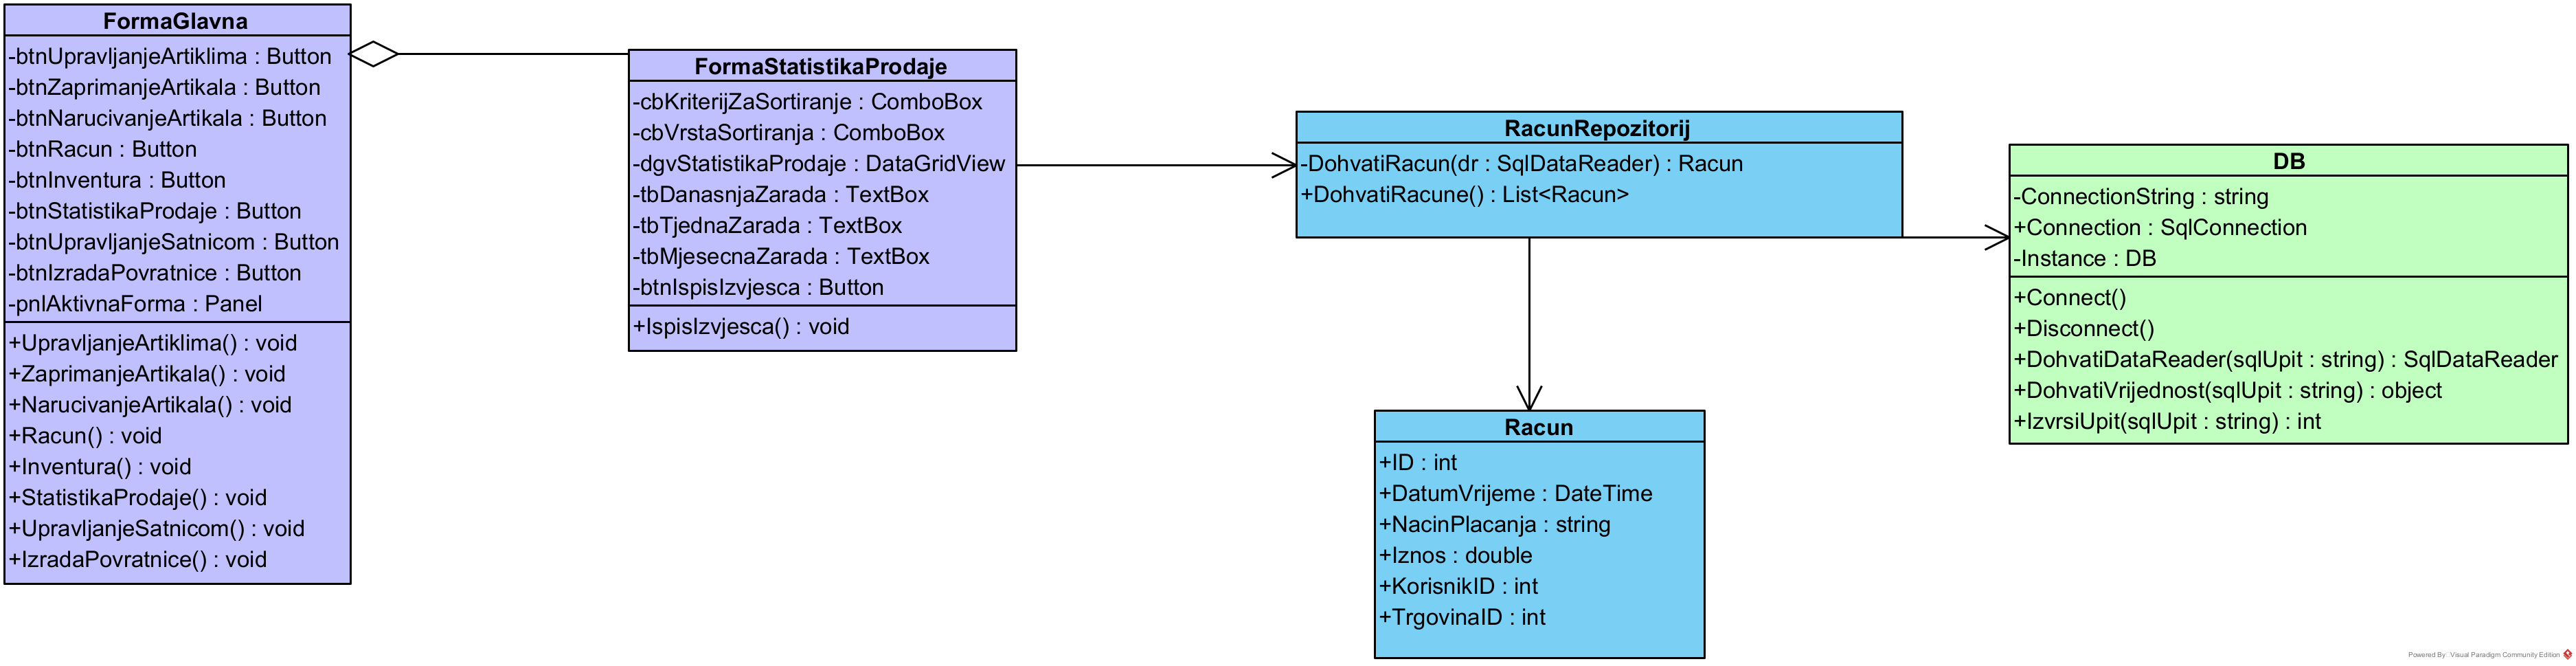 FormaGlavna
-btnUpravljanjeArtiklima : Button
-btnZaprimanjeArtikala : Button
-btnNarucivanjeArtikala : Button
-btnRacun : Button
-btnInventura : Button
-btnStatistikaProdaje : Button
-btnUpravljanjeSatnicom : Button
-btnIzradaPovratnice : Button
-pnlAktivnaForma : Panel
+UpravljanjeArtiklima() : void
+ZaprimanjeArtikala() : void
+NarucivanjeArtikala() : void
+Racun() : void
+Inventura() : void
+StatistikaProdaje() : void
+UpravljanjeSatnicom() : void
+IzradaPovratnice() : void
FormaStatistikaProdaje
-cbKriterijZaSortiranje : ComboBox
-cbVrstaSortiranja : ComboBox
-dgvStatistikaProdaje : DataGridView
-tbDanasnjaZarada : TextBox
-tbTjednaZarada : TextBox
-tbMjesecnaZarada : TextBox
-btnIspisIzvjesca : Button
+IspisIzvjesca() : void
RacunRepozitorij
-DohvatiRacun(dr : SqlDataReader) : Racun
+DohvatiRacune() : List<Racun>
Racun
+ID : int
+DatumVrijeme : DateTime
+NacinPlacanja : string
+Iznos : double
+KorisnikID : int
+TrgovinaID : int
DB
-ConnectionString : string
+Connection : SqlConnection
-Instance : DB
+Connect()
+Disconnect()
+DohvatiDataReader(sqlUpit : string) : SqlDataReader
+DohvatiVrijednost(sqlUpit : string) : object
+IzvrsiUpit(sqlUpit : string) : int
Powered By Visual Paradigm Community Edition